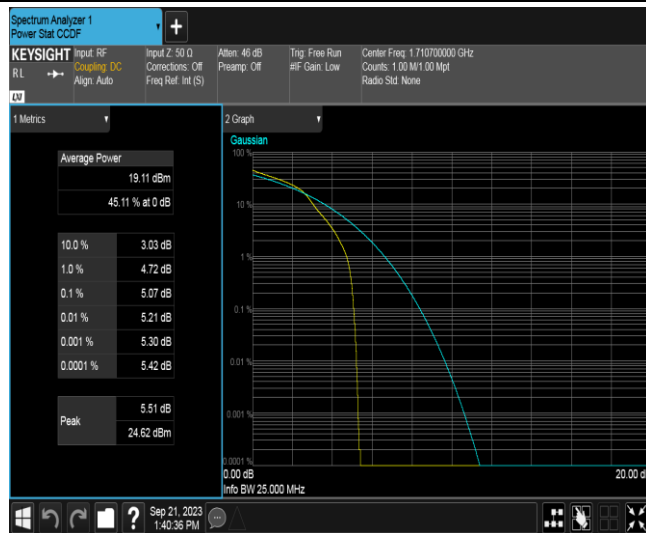 Spectrum Analyzer 1
Power Stat CCDF
KEYSIGHT
RL
Input: RF
Coupling: DC
Align: Auto
Input Z: 50 Ω
Corrections: Off
Freq Ref: Int (S)
Atten: 46 dB
Preamp: Off
Trig: Free Run
#IF Gain: Low
Center Freq: 1.710700000 GHz
Counts: 1.00 M/1.00 Mpt
Radio Std: None
1 Metrics
Average Power
19.11 dBm
45.11 % at 0 dB
10.0 % 3.03 dB
1.0 % 4.72 dB
0.1 % 5.07 dB
0.01 % 5.21 dB
0.001 % 5.30 dB
0.0001 % 5.42 dB
Peak
5.51 dB
24.62 dBm
2 Graph
Gaussian
100 %
10 %
1 %
0.1 %
0.01 %
0.001 %
0.0001 %
0.00 dB
20.00 d
Info BW 25.000 MHz
?
Sep 21, 2023
1:40:36 PM